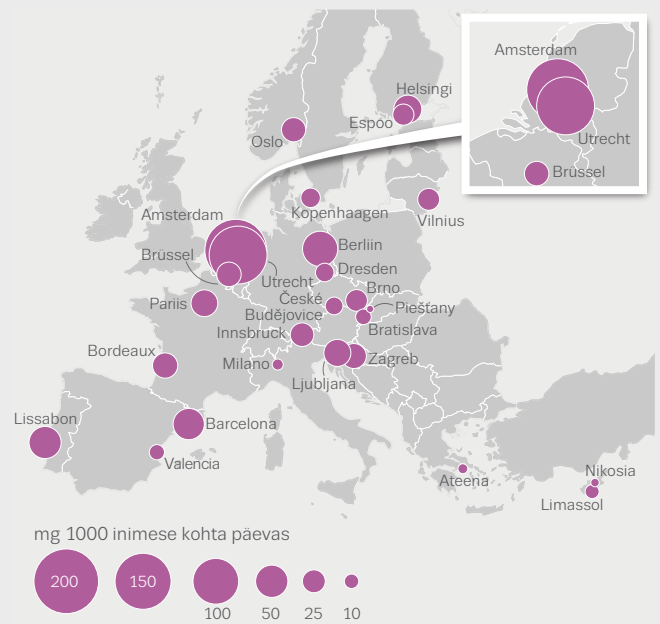 Amsterdam
Utrecht
Brüssel
Helsingi
Espoo
Oslo
Kopenhaagen
Vilnius
Amsterdam
Brüssel
Utrecht
Berliin
Dresden
Brno
České
Budějovice
Piešťany
Bratislava
Pariis
Innsbruck
Milano
Zagreb
Ljubljana
Bordeaux
Lissabon
Barcelona
Valencia
Ateena
Nikosia
Limassol
mg 1000 inimese kohta päevas
200
150
100
50
25
10